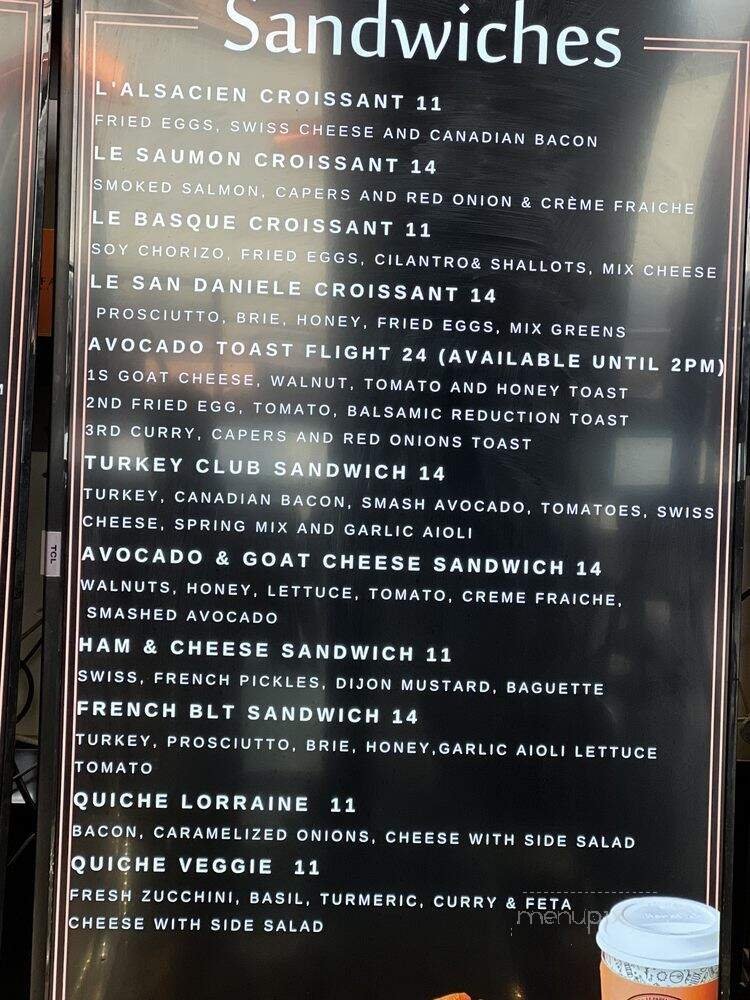 Sandwiches
L'ALSACIEN CROISSANT 11
FRIED EGGS, SWISS CHEESE AND CANADIAN BACON
LE SAUMON CROISSANT 14
SMOKED SALMON, CAPERS AND RED ONION & CRÈME FRAICHE
LE BASQUE CROISSANT 11
SOY CHORIZO, FRIED EGGS, CILANTRO& SHALLOTS, MIX CHEESE
LE SAN DANIELE CROISSANT 14
PROSCIUTTO, BRIE, HONEY, FRIED EGGS, MIX GREENS
AVOCADO TOAST FLIGHT 24 (AVAILABLE UNTIL 2PM)
1S GOAT CHEESE, WALNUT, TOMATO AND HONEY TOAST
2ND FRIED EGG, TOMATO, BALSAMIC REDUCTION TOAST
3RD CURRY, CAPERS AND RED ONIONS TOAST
TURKEY CLUB SANDWICH 14
TURKEY, CANADIAN BACON, SMASH AVOCADO, TOMATOES, SWISS
CHEESE, SPRING MIX AND GARLIC AIOLI
AVOCADO & GOAT CHEESE SANDWICH 14
WALNUTS, HONEY, LETTUCE, TOMATO, CREME FRAICHE,
SMASHED AVOCADO
HAM & CHEESE SANDWICH 11
SWISS, FRENCH PICKLES, DIJON MUSTARD, BAGUETTE
FRENCH BLT SANDWICH 14
TURKEY, PROSCIUTTO, BRIE, HONEY,GARLIC AIOLI LETTUCE
TOMATO
QUICHE LORRAINE 11
BACON, CARAMELIZED ONIONS, CHEESE WITH SIDE SALAD
QUICHE VEGGIE 11
FRESH ZUCCHINI, BASIL, TURMERIC, CURRY & FETA
CHEESE WITH SIDE SALAD
TCL